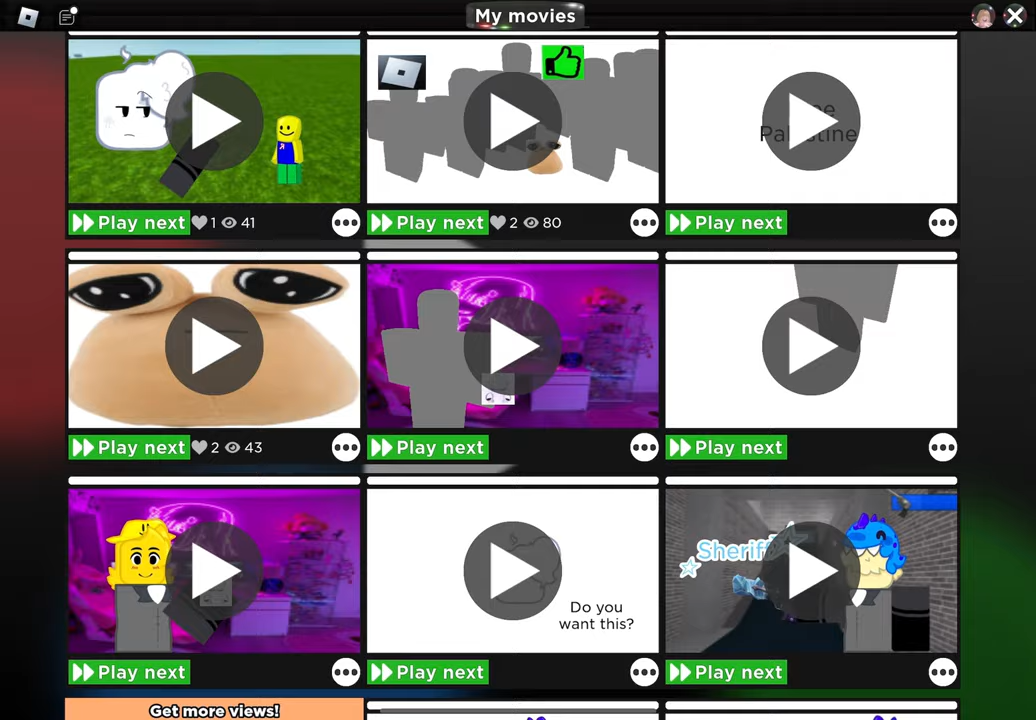 My movies
Play next 1 41
Play next 2 80
Play next
Play next 2 43
Play next
Play next
Do you
want this?
Sheriff
Play next
Play next
Play next
Get more views!